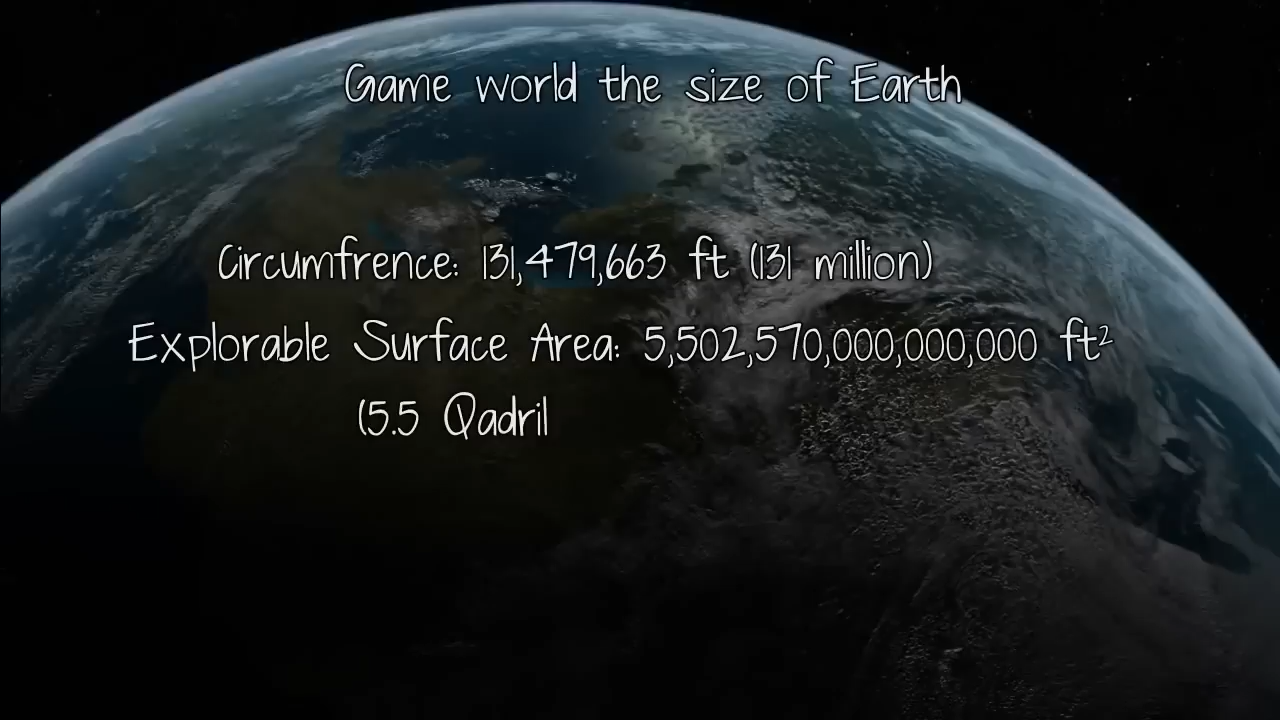 Game world the size of Earth
Circumfrence: 131,479,663 ft (131 million)
Explorable Surface Area: 5,502,570,000,000,000 ft²
(5.5 Qadril